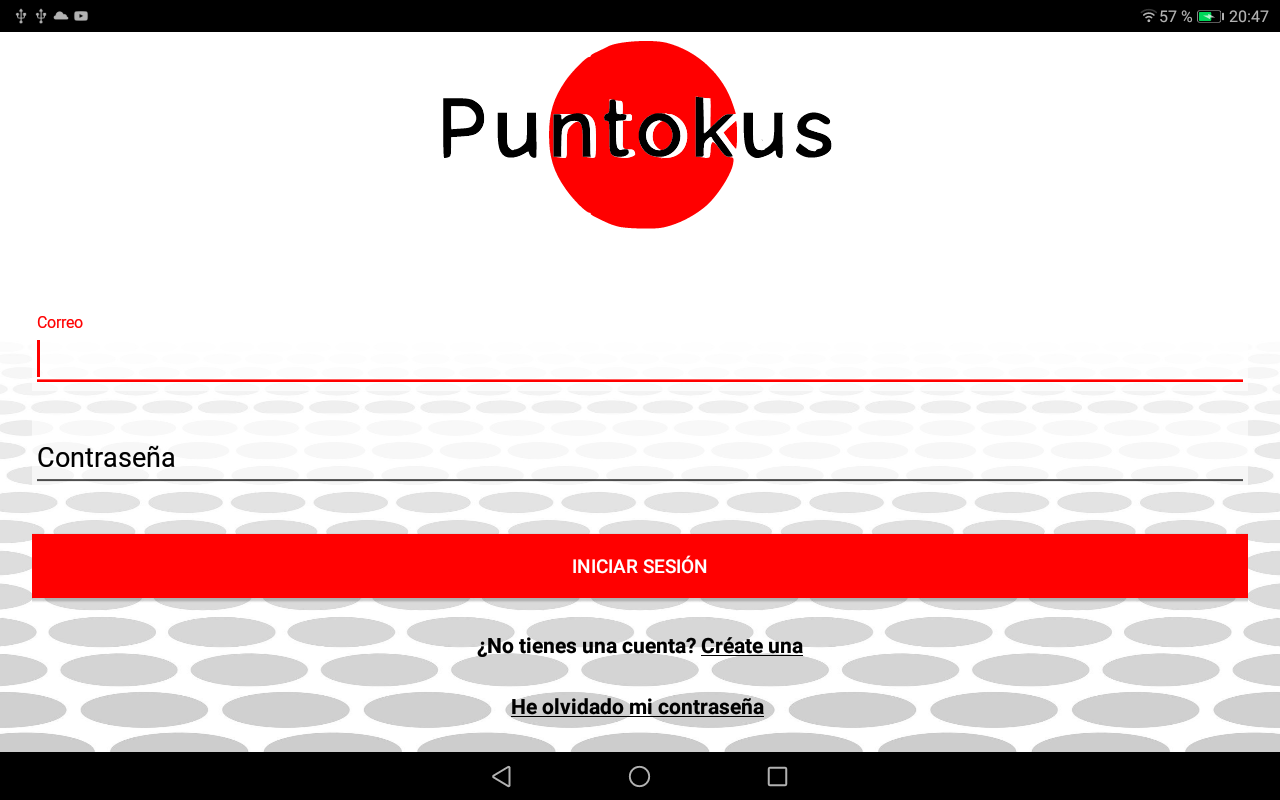 57 % 20:47
Puntokus
Correo
Contraseña
INICIAR SESIÓN
¿No tienes una cuenta? Créate una
He olvidado mi contraseña